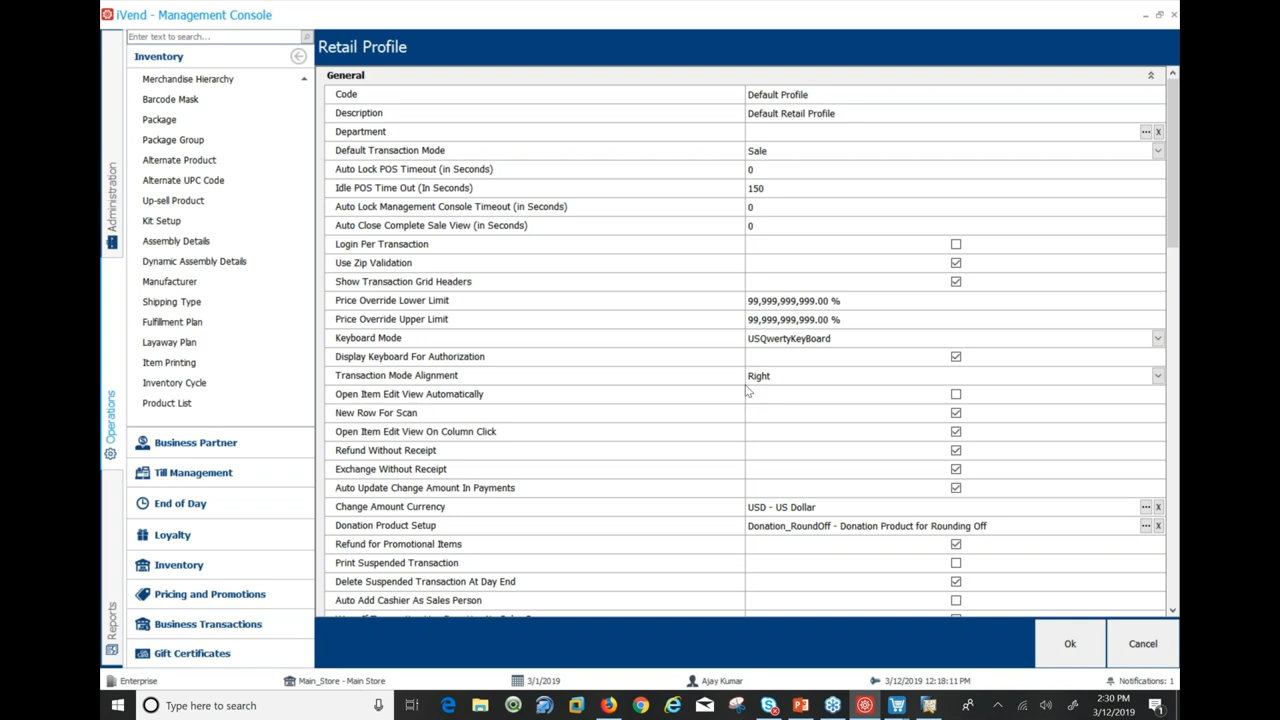 iVend - Management Console
Enter text to search...
Inventory
Merchandise Hierarchy
Barcode Mask
Package
Package Group
Alternate Product
Alternate UPC Code
Up-sell Product
Kit Setup
Assembly Details
Dynamic Assembly Details
Manufacturer
Shipping Type
Fulfillment Plan
Layaway Plan
Item Printing
Inventory Cycle
Product List
Business Partner
Till Management
End of Day
Loyalty
Inventory
Pricing and Promotions
Business Transactions
Gift Certificates
Administration
Operations
Reports
Retail Profile
General
Code Default Profile
Description Default Retail Profile
Department
Default Transaction Mode Sale
Auto Lock POS Timeout (in Seconds) 0
Idle POS Time Out (In Seconds) 150
Auto Lock Management Console Timeout (in Seconds) 0
Auto Close Complete Sale View (in Seconds) 0
Login Per Transaction
Use Zip Validation
Show Transaction Grid Headers
Price Override Lower Limit 99,999,999,999.00 %
Price Override Upper Limit 99,999,999,999.00 %
Keyboard Mode USQwertyKeyBoard
Display Keyboard For Authorization
Transaction Mode Alignment Right
Open Item Edit View Automatically
New Row For Scan
Open Item Edit View On Column Click
Refund Without Receipt
Exchange Without Receipt
Auto Update Change Amount In Payments
Change Amount Currency USD - US Dollar
Donation Product Setup Donation_RoundOff - Donation Product for Rounding Off
Refund for Promotional Items
Print Suspended Transaction
Delete Suspended Transaction At Day End
Auto Add Cashier As Sales Person
Ok Cancel
Enterprise Main_Store - Main Store 3/1/2019 Ajay Kumar 3/12/2019 12:18:11 PM Notifications: 1
Type here to search
2:30 PM
3/12/2019